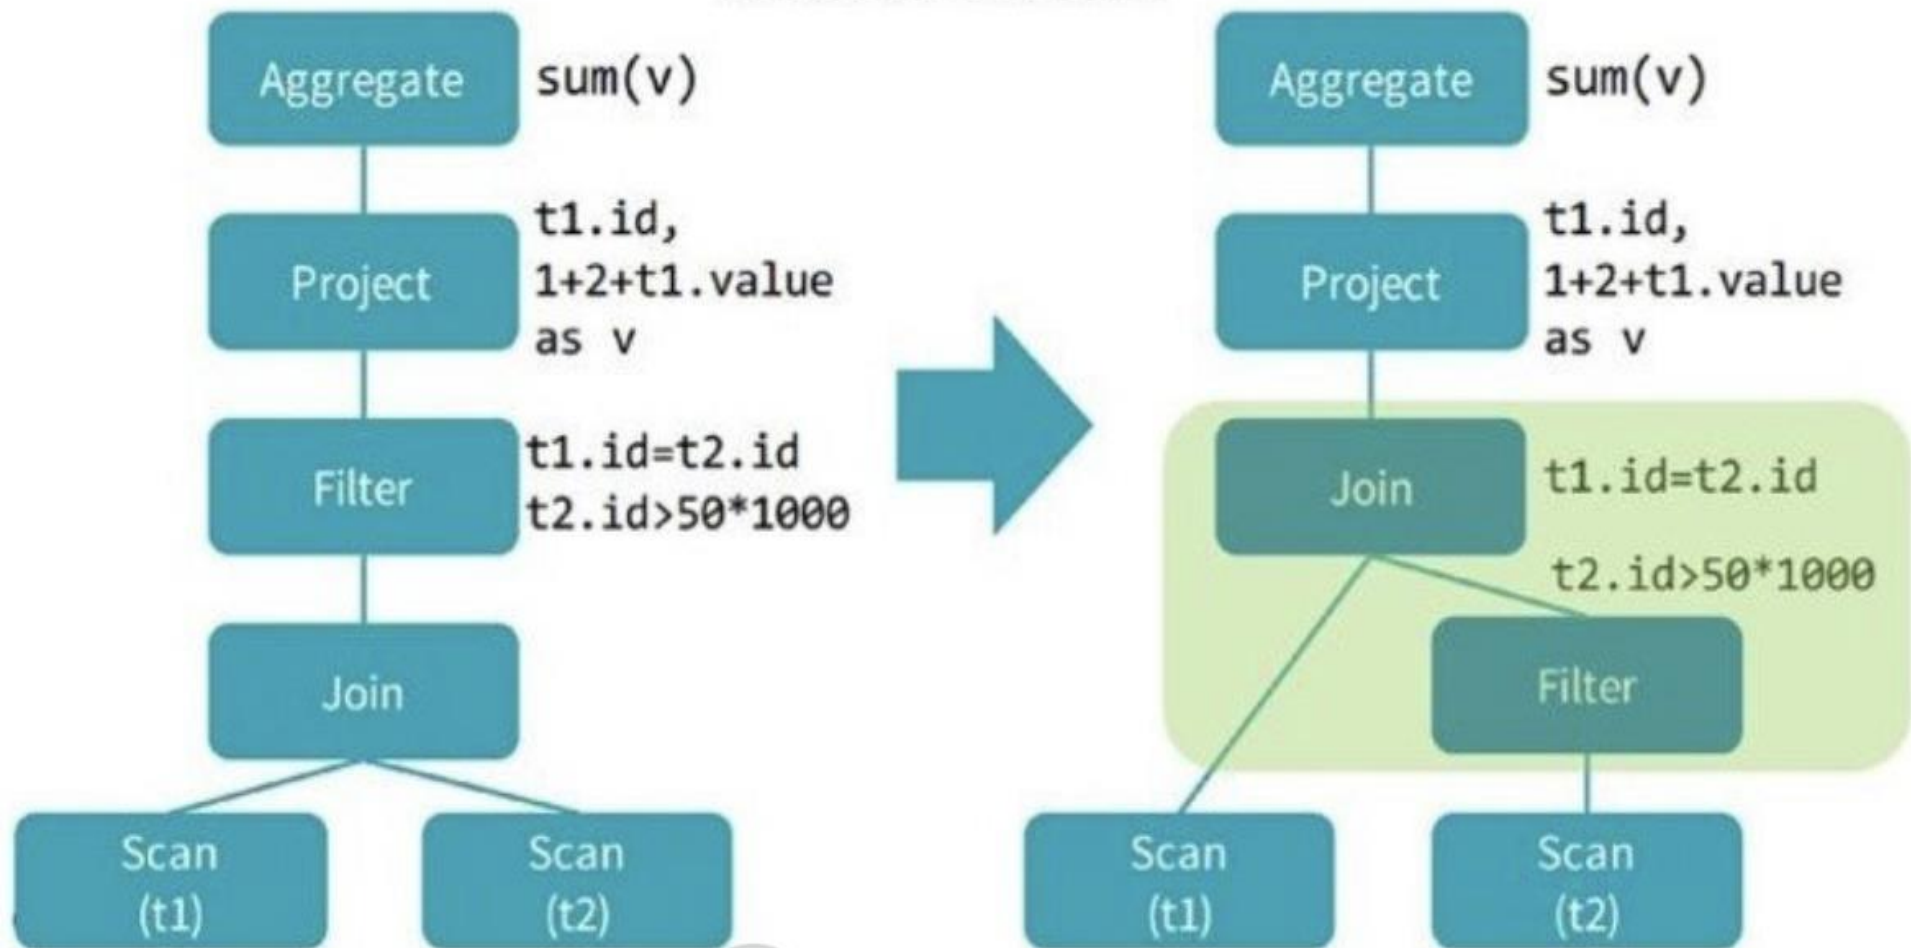 Aggregate
sum(v)
Project
t1.id,
1+2+t1.value
as v
Filter
t1.id=t2.id
t2.id>50*1000
Join
Scan
(t1)
Scan
(t2)
Aggregate
sum(v)
Project
t1.id,
1+2+t1.value
as v
Join
t1.id=t2.id
t2.id>50*1000
Filter
Scan
(t1)
Scan
(t2)